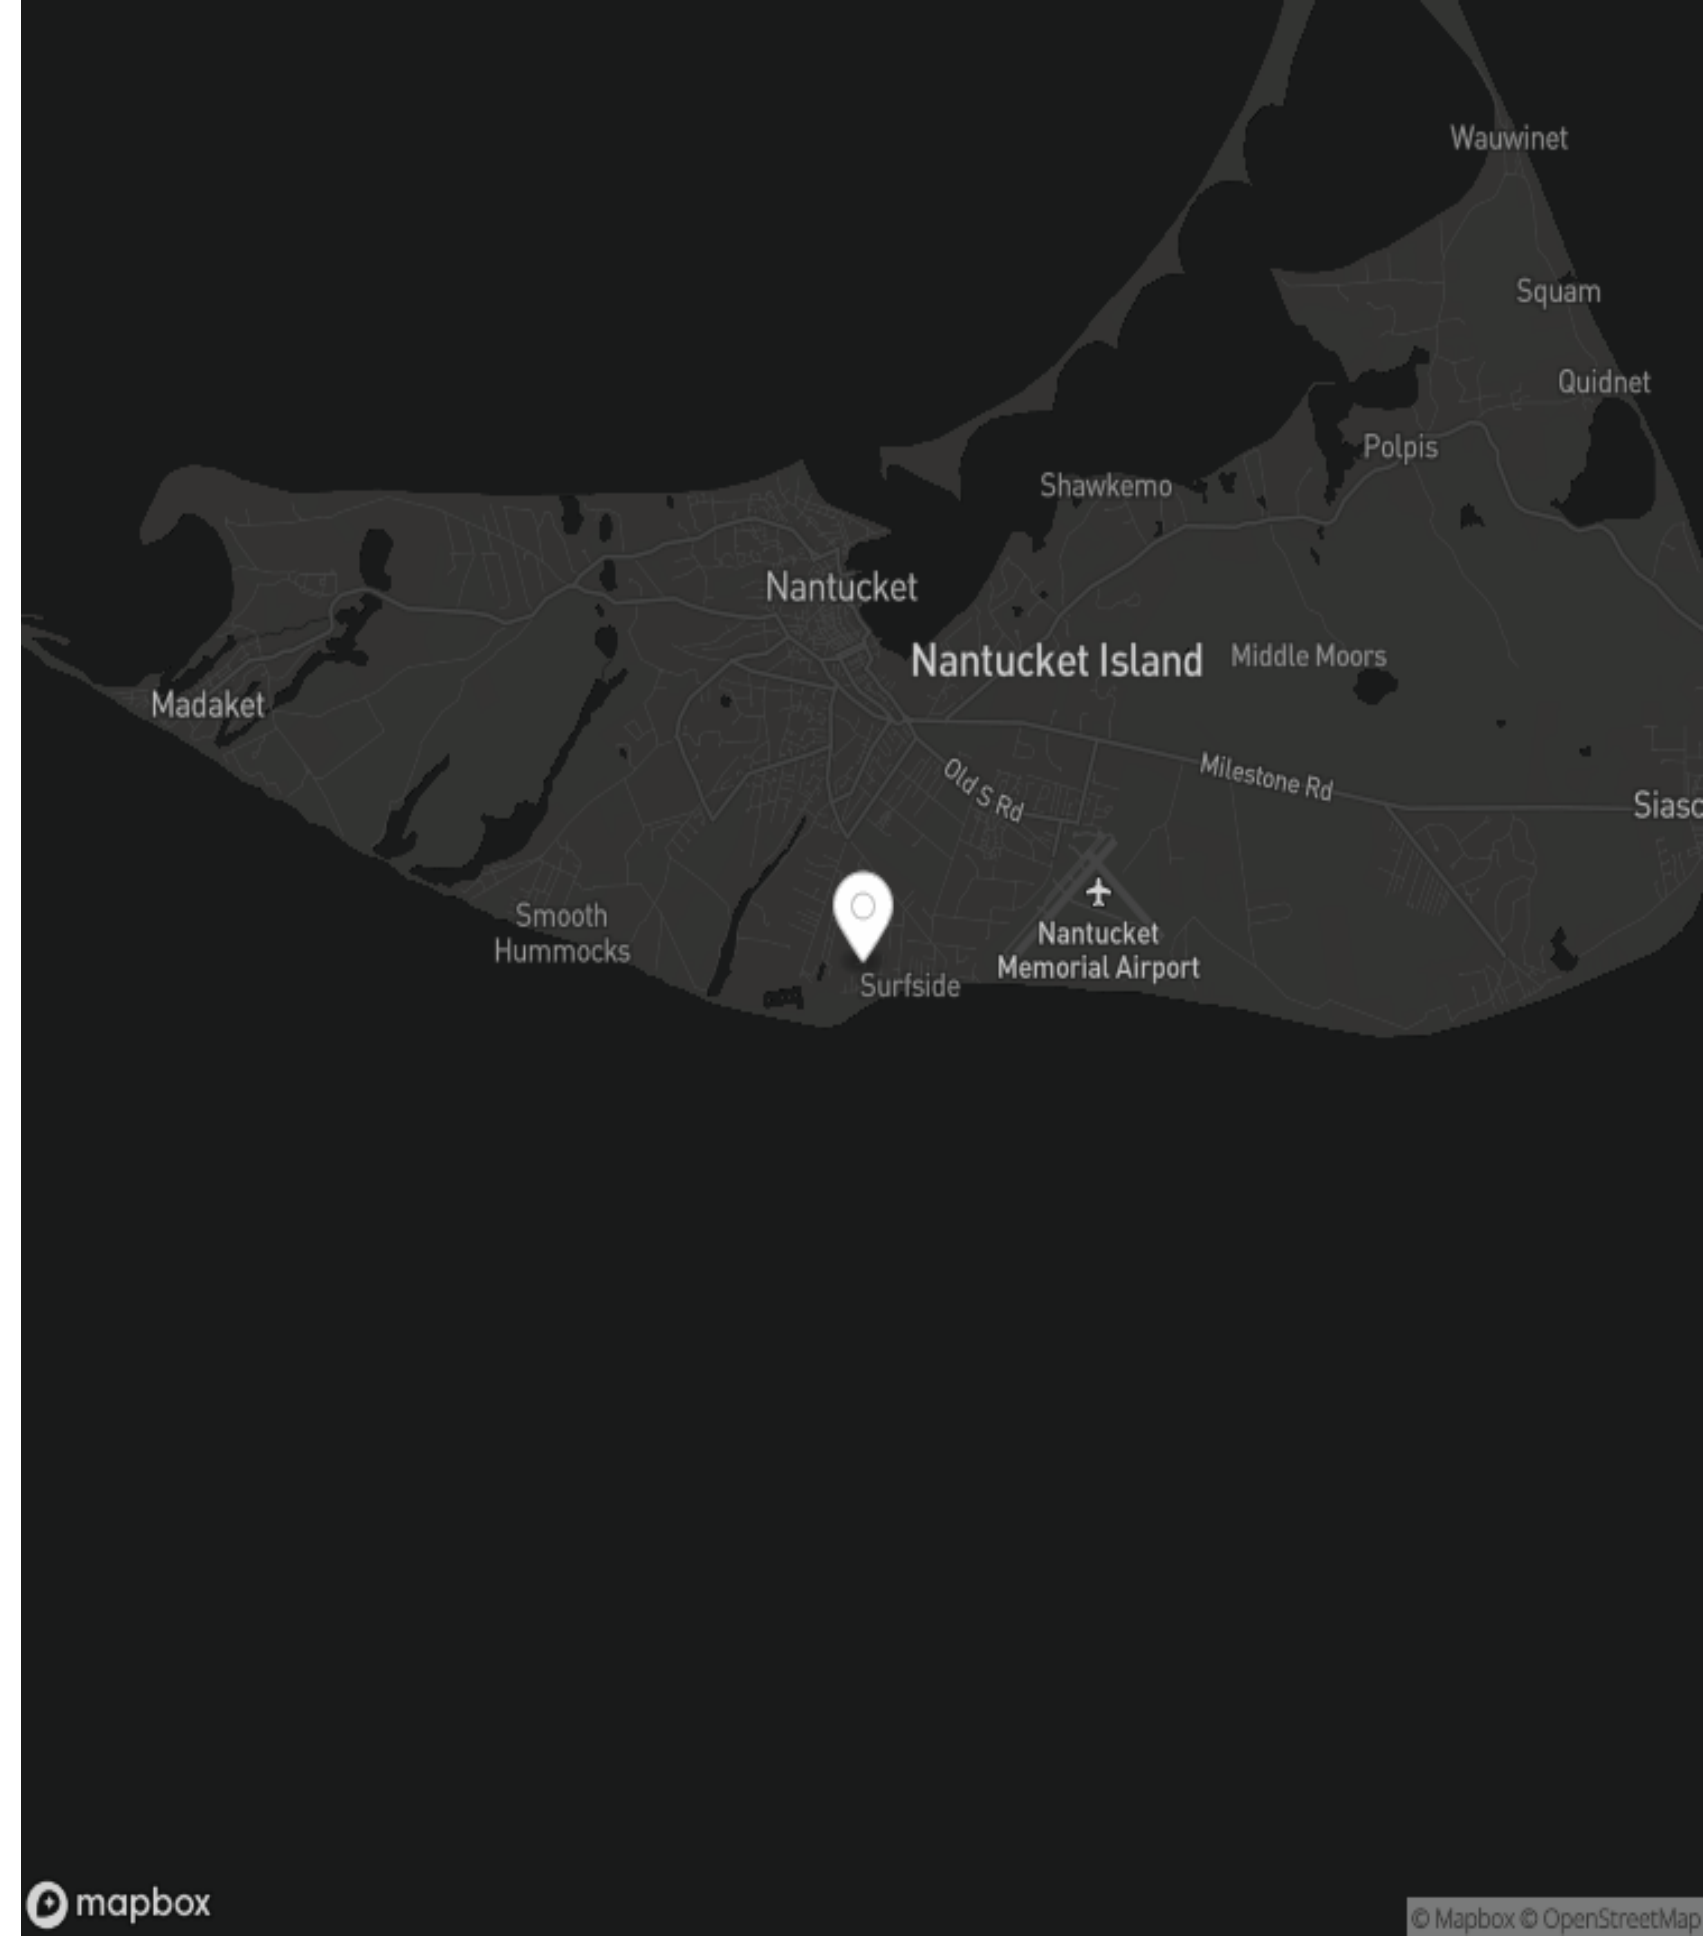 Wauwinet
Squam
Quidnet
Polpis
Shawkemo
Nantucket
Nantucket Island
Middle Moors
Madaket
Old S Rd
Milestone Rd
Siasc
Smooth
Hummocks
Nantucket
Memorial Airport
Surfside
mapbox
© Mapbox © OpenStreetMap